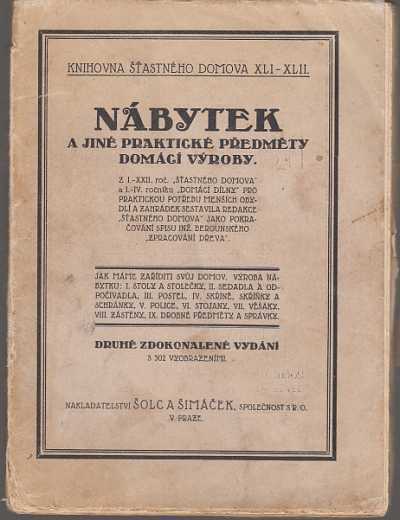 KNIHOVNA ŠŤASTNÉHO DOMOVA XLI-XLII.
NÁBYTEK
A JINÉ PRAKTICKÉ PŘEDMĚTY
DOMÁCÍ VÝROBY.
Z I.-XXII. ROČ. „ŠŤASTNÉHO DOMOVA"
A I.-IV. ROČNÍKU „DOMÁCÍ DÍLNY" PRO
PRAKTICKOU POTŘEBU MENŠÍCH OBY-
DLÍ A ZAHRÁDEK SESTAVILA REDAKCE
„ŠŤASTNÉHO DOMOVA" JAKO POKRA-
ČOVÁNÍ SPISU INŽ. BEROUNSKÉHO
„ZPRACOVÁNÍ DŘEVA".
JAK MÁME ZAŘÍDITI SVŮJ DOMOV. VÝROBA NÁ-
BYTKU: I. STOLY A STOLEČKY, II. SEDADLA A OD-
POČIVADLA, III. POSTEL, IV. SKŘÍNĚ, SKŘÍŇKY A
SCHRÁNKY, V. POLICE, VI. STOJANY, VII. VĚŠÁKY,
VIII. ZÁSTĚNY, IX. DROBNÉ PŘEDMĚTY A SPRÁVKY.
DRUHÉ ZDOKONALENÉ VYDÁNÍ
S 302 VYOBRAZENÍMI.
NAKLADATELSTVÍ ŠOLC A ŠIMÁČEK, SPOLEČNOST S R. O.
V PRAZE.